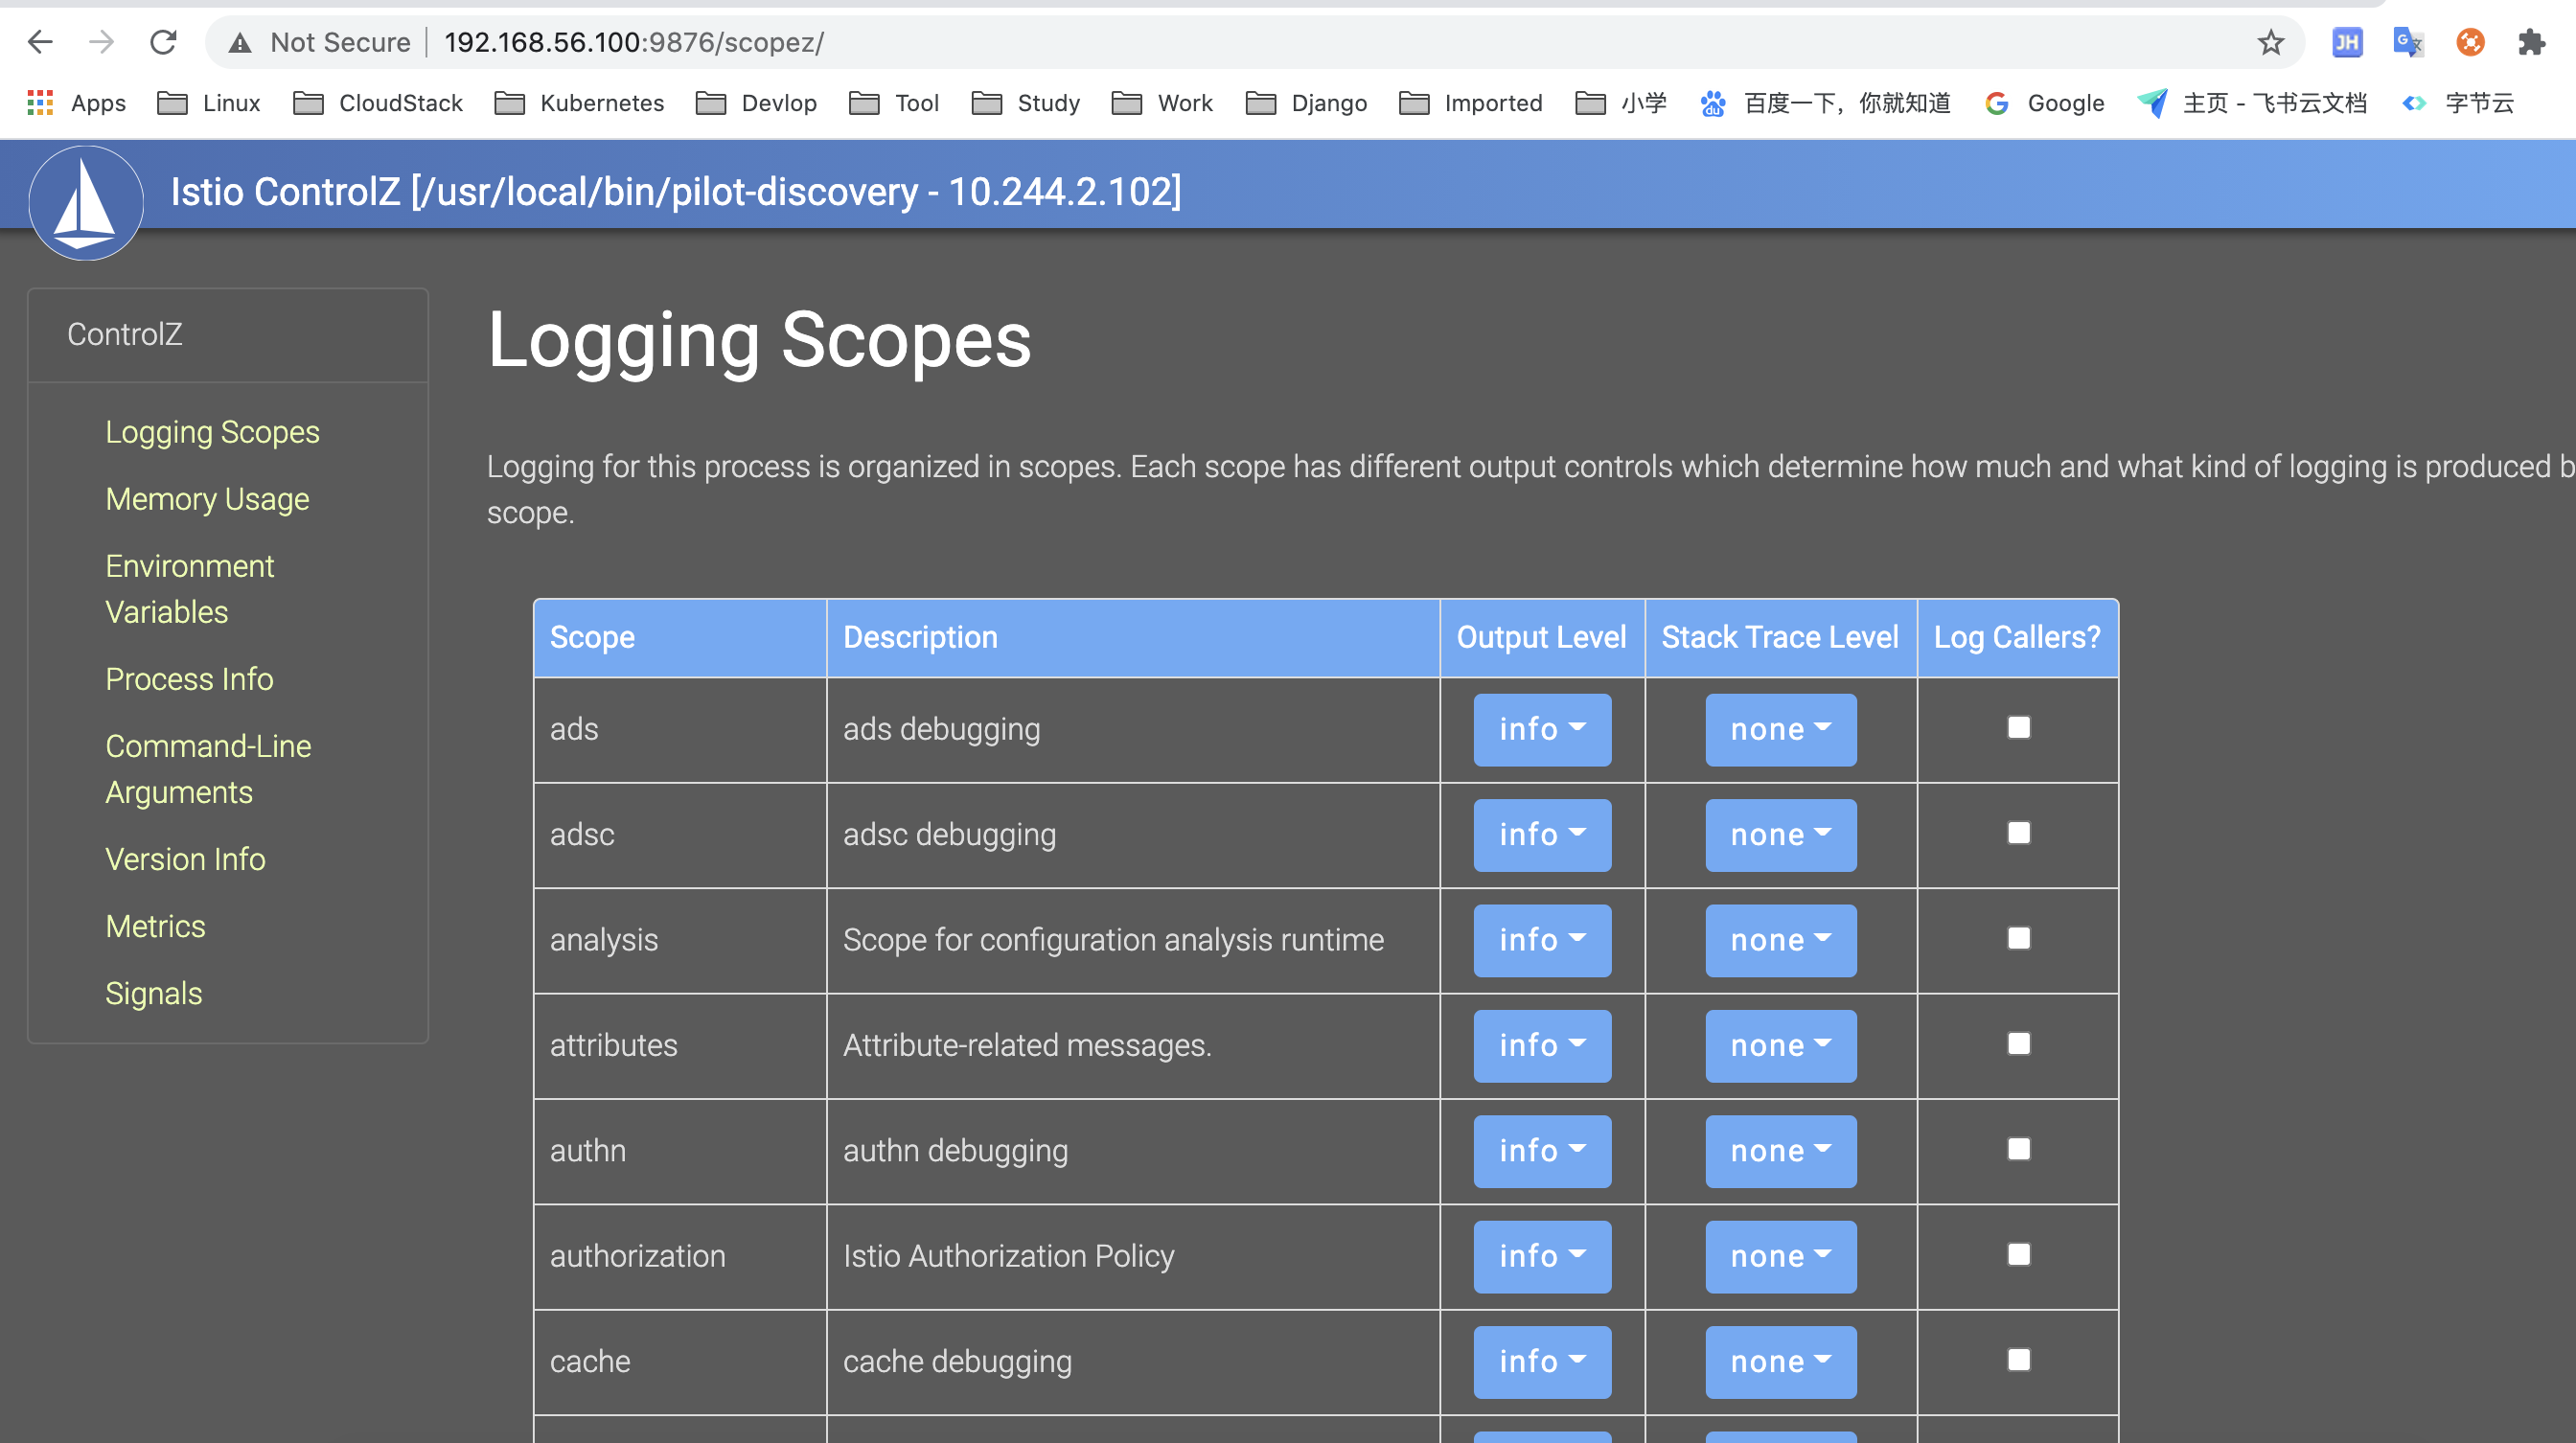 Not Secure 192.168.56.100:9876/scopez/
JH
Apps Linux CloudStack Kubernetes Devlop Tool Study Work Django Imported 小学 百度一下，你就知道 Google 主页 - 飞书云文档 字节云
Istio ControlZ [/usr/local/bin/pilot-discovery - 10.244.2.102]
ControlZ
Logging Scopes
Memory Usage
Environment
Variables
Process Info
Command-Line
Arguments
Version Info
Metrics
Signals
Logging Scopes
Logging for this process is organized in scopes. Each scope has different output controls which determine how much and what kind of logging is produced b
scope.
Scope Description Output Level Stack Trace Level Log Callers?
ads ads debugging info none
adsc adsc debugging info none
analysis Scope for configuration analysis runtime info none
attributes Attribute-related messages. info none
authn authn debugging info none
authorization Istio Authorization Policy info none
cache cache debugging info none